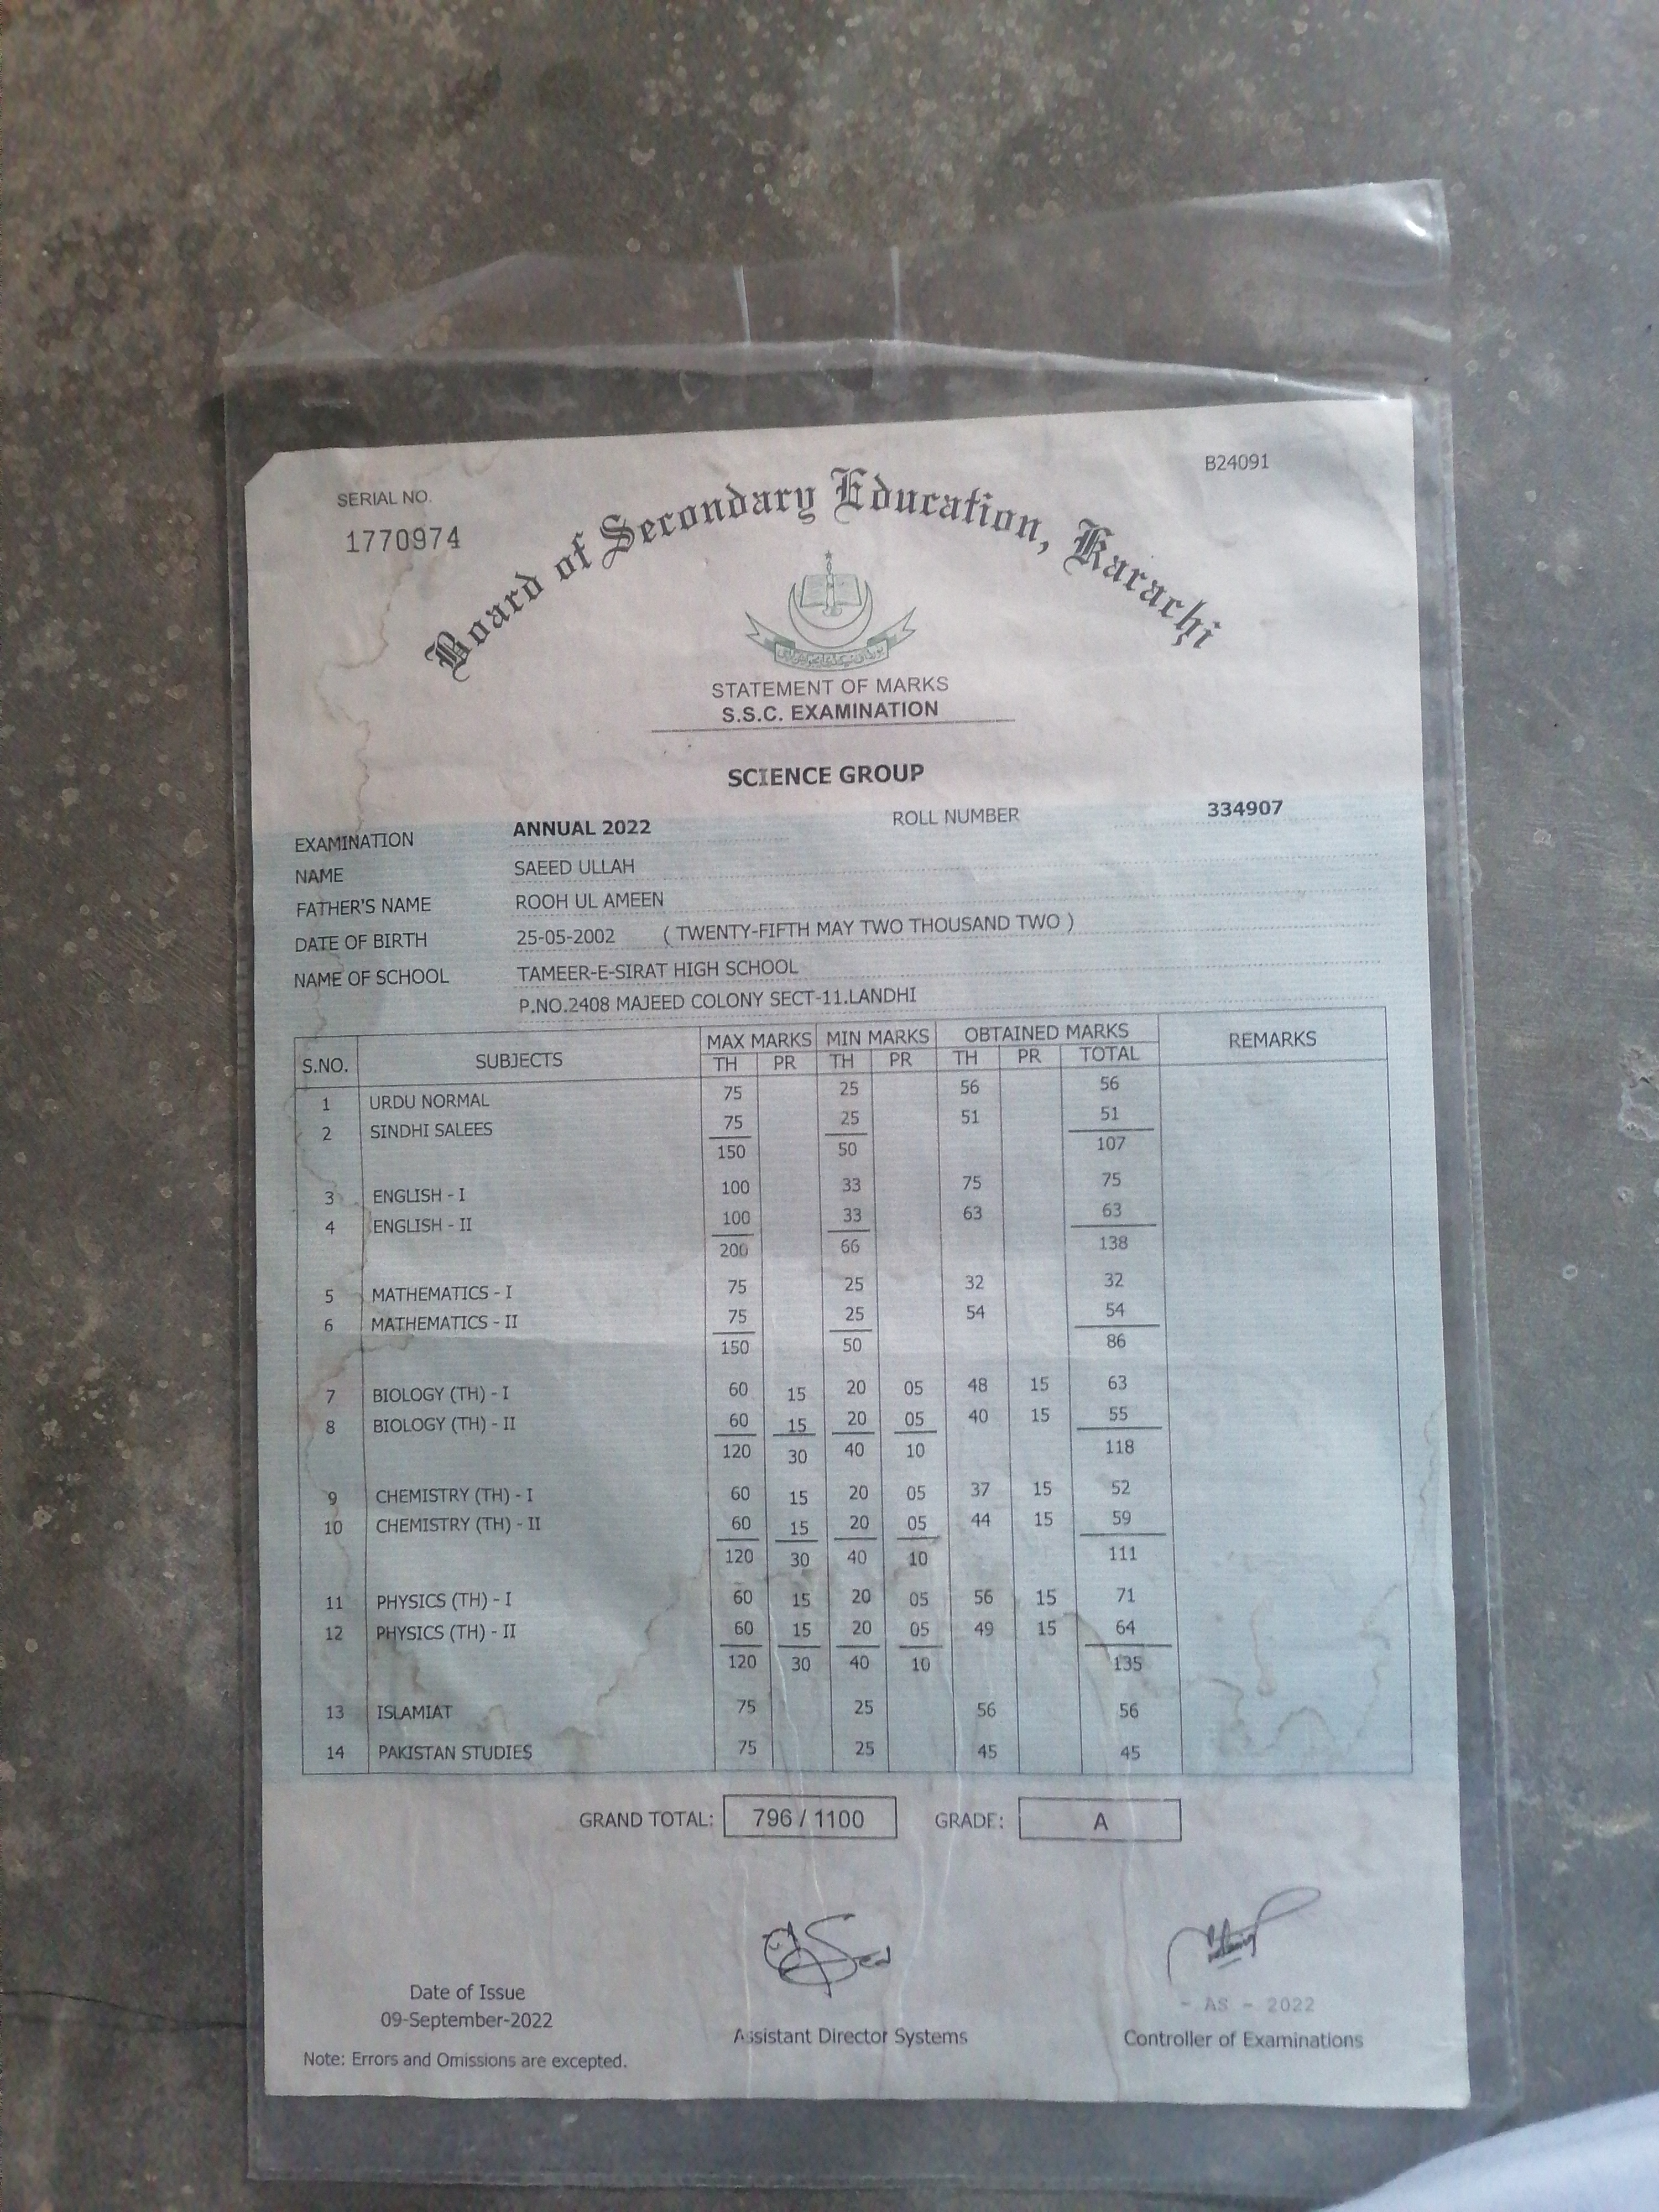 B24091
SERIAL NO.
1770974
Board of Secondary Education, Karachi
STATEMENT OF MARKS
S.S.C. EXAMINATION
SCIENCE GROUP
EXAMINATION ANNUAL 2022 ROLL NUMBER 334907
NAME SAEED ULLAH
FATHER'S NAME ROOH UL AMEEN
DATE OF BIRTH 25-05-2002 ( TWENTY-FIFTH MAY TWO THOUSAND TWO )
NAME OF SCHOOL TAMEER-E-SIRAT HIGH SCHOOL
P.NO.2408 MAJEED COLONY SECT-11.LANDHI
S.NO. SUBJECTS MAX MARKS MIN MARKS OBTAINED MARKS REMARKS
TH PR TH PR TH PR TOTAL
1 URDU NORMAL 75 25 56 56
2 SINDHI SALEES 75 25 51 51
150 50 107
3 ENGLISH - I 100 33 75 75
4 ENGLISH - II 100 33 63 63
200 66 138
5 MATHEMATICS - I 75 25 32 32
6 MATHEMATICS - II 75 25 54 54
150 50 86
7 BIOLOGY (TH) - I 60 15 20 05 48 15 63
8 BIOLOGY (TH) - II 60 15 20 05 40 15 55
120 30 40 10 118
9 CHEMISTRY (TH) - I 60 15 20 05 37 15 52
10 CHEMISTRY (TH) - II 60 15 20 05 44 15 59
120 30 40 10 111
11 PHYSICS (TH) - I 60 15 20 05 56 15 71
12 PHYSICS (TH) - II 60 15 20 05 49 15 64
120 30 40 10 135
13 ISLAMIAT 75 25 56 56
14 PAKISTAN STUDIES 75 25 45 45
GRAND TOTAL: 796 / 1100 GRADE: A
Date of Issue
09-September-2022
- AS - 2022
Assistant Director Systems
Controller of Examinations
Note: Errors and Omissions are excepted.